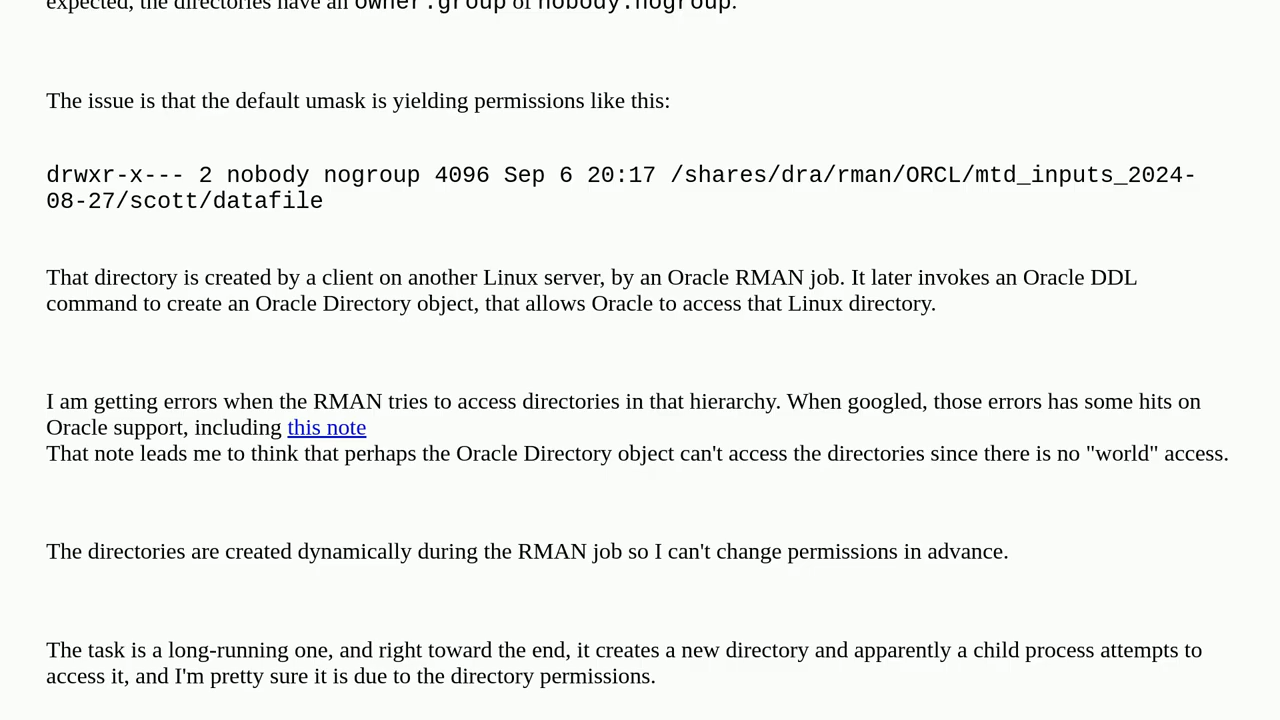 expected, the directories have an owner.group of nobody.nogroup.
The issue is that the default umask is yielding permissions like this:
drwxr-x--- 2 nobody nogroup 4096 Sep 6 20:17 /shares/dra/rman/ORCL/mtd_inputs_2024-
08-27/scott/datafile
That directory is created by a client on another Linux server, by an Oracle RMAN job. It later invokes an Oracle DDL
command to create an Oracle Directory object, that allows Oracle to access that Linux directory.
I am getting errors when the RMAN tries to access directories in that hierarchy. When googled, those errors has some hits on
Oracle support, including this note
That note leads me to think that perhaps the Oracle Directory object can't access the directories since there is no "world" access.
The directories are created dynamically during the RMAN job so I can't change permissions in advance.
The task is a long-running one, and right toward the end, it creates a new directory and apparently a child process attempts to
access it, and I'm pretty sure it is due to the directory permissions.